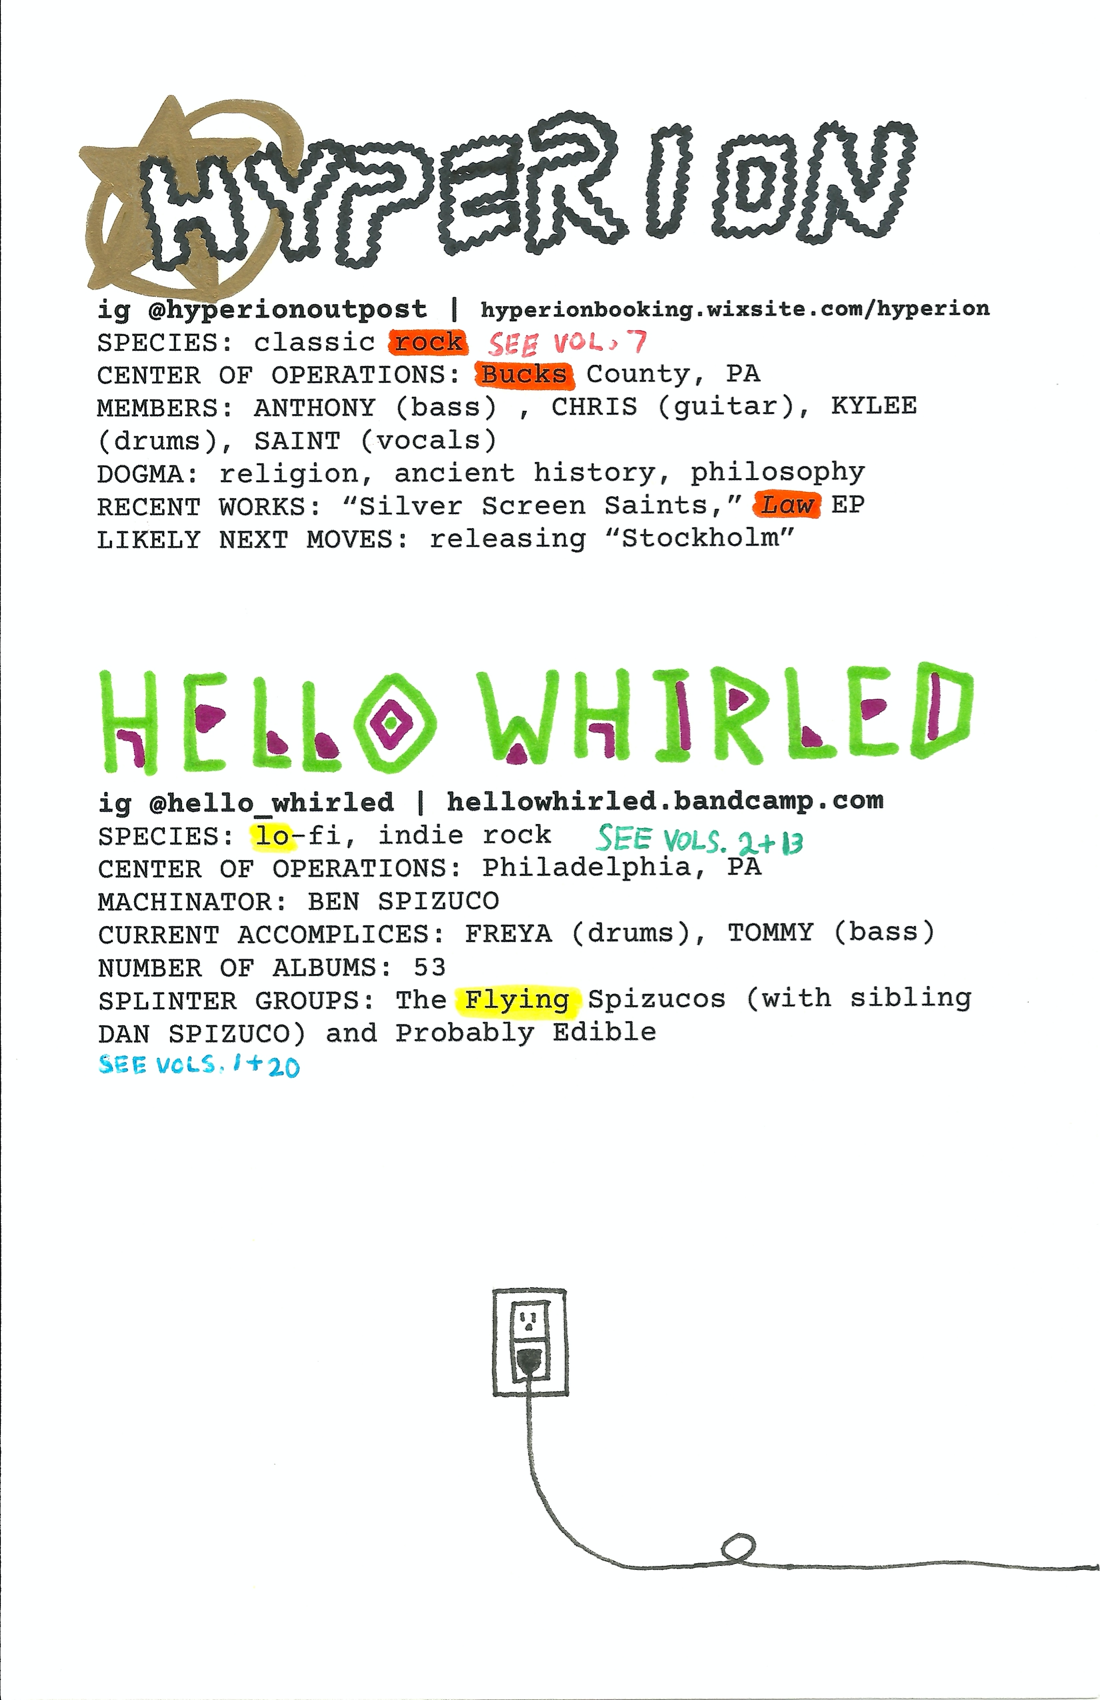 HYPERION
ig @hyperionoutpost | hyperionbooking.wixsite.com/hyperion
SPECIES: classic rock SEE VOL. 7
CENTER OF OPERATIONS: Bucks County, PA
MEMBERS: ANTHONY (bass) , CHRIS (guitar), KYLEE
(drums), SAINT (vocals)
DOGMA: religion, ancient history, philosophy
RECENT WORKS: “Silver Screen Saints,” Law EP
LIKELY NEXT MOVES: releasing “Stockholm”
HELLO WHIRLED
ig @hello_whirled | hellowhirled.bandcamp.com
SPECIES: lo-fi, indie rock SEE VOLS. 2+13
CENTER OF OPERATIONS: Philadelphia, PA
MACHINATOR: BEN SPIZUCO
CURRENT ACCOMPLICES: FREYA (drums), TOMMY (bass)
NUMBER OF ALBUMS: 53
SPLINTER GROUPS: The Flying Spizucos (with sibling
DAN SPIZUCO) and Probably Edible
SEE VOLS. 1+20